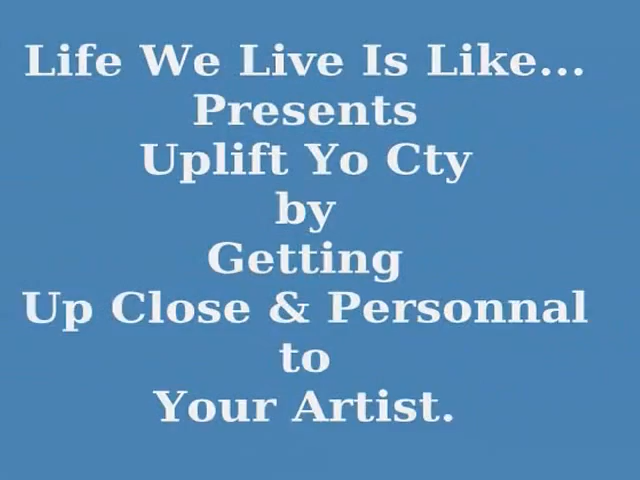 Life We Live Is Like...
Presents
Uplift Yo Cty
by
Getting
Up Close & Personnal
to
Your Artist.